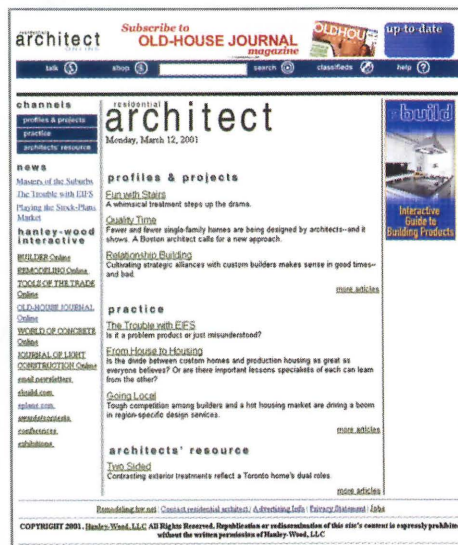 residential
architect
Subscribe to
OLD-HOUSE JOURNAL
magazine
OLD-HOUSE
up-to-date
talk
shop
search
classifieds
help
channels
profiles & projects
practice
architects' resource
news
Masters of the Suburbs
The Trouble with EIFS
Playing the Stock-Plans
Market
hanley-wood
interactive
BUILDER Online
REMODELING Online
TOOLS OF THE TRADE
Online
OLD-HOUSE JOURNAL
Online
WORLD OF CONCRETE
Online
JOURNAL OF LIGHT
CONSTRUCTION Online
email newsletters
ebuild.com
eplans.com
awards/contests
conferences
exhibitions
residential
architect
Monday, March 12, 2001
profiles & projects
Fun with Stairs
A whimsical treatment steps up the drama.
Quality Time
Fewer and fewer single-family homes are being designed by architects--and it
shows. A Boston architect calls for a new approach.
Relationship Building
Cultivating strategic alliances with custom builders makes sense in good times--
and bad.
more articles
practice
The Trouble with EIFS
Is it a problem product or just misunderstood?
From House to Housing
Is the divide between custom homes and production housing as great as
everyone believes? Or are there important lessons specialists of each can learn
from the other?
Going Local
Tough competition among builders and a hot housing market are driving a boom
in region-specific design services.
more articles
architects' resource
Two Sided
Contrasting exterior treatments reflect a Toronto home's dual roles.
more articles
ebuild
Interactive
Guide to
Building Products
Remodeling.hw.net | Contact residential architect | Advertising Info | Privacy Statement | Jobs
COPYRIGHT 2001. Hanley-Wood, LLC All Rights Reserved. Republication or redissemination of this site's content is expressly prohibited
without the written permission of Hanley-Wood, LLC